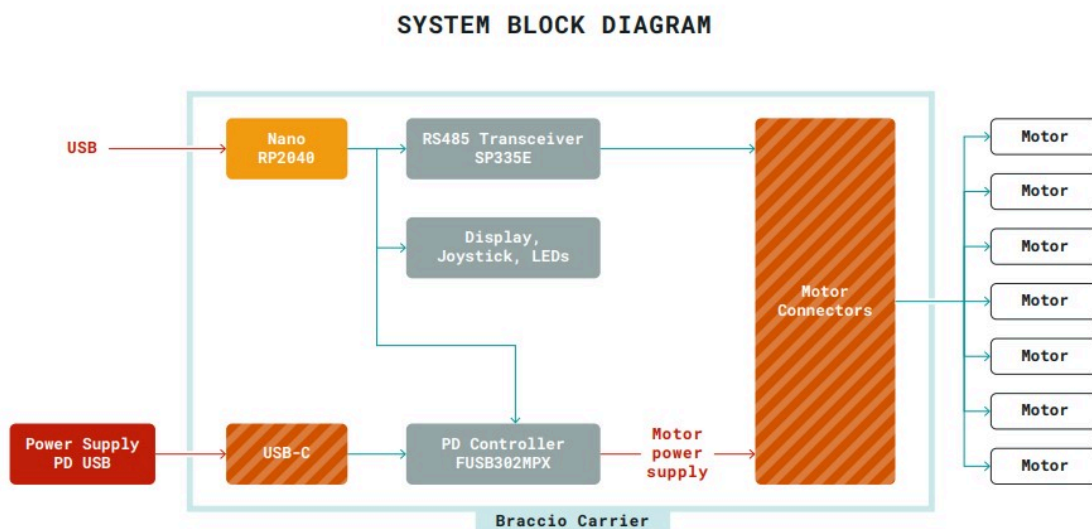 SYSTEM BLOCK DIAGRAM
USB
Nano
RP2040
RS485 Transceiver
SP335E
Display,
Joystick, LEDs
Motor
Connectors
Motor
Motor
Motor
Motor
Motor
Motor
Motor
Power Supply
PD USB
USB-C
PD Controller
FUSB302MPX
Motor
power
supply
Braccio Carrier